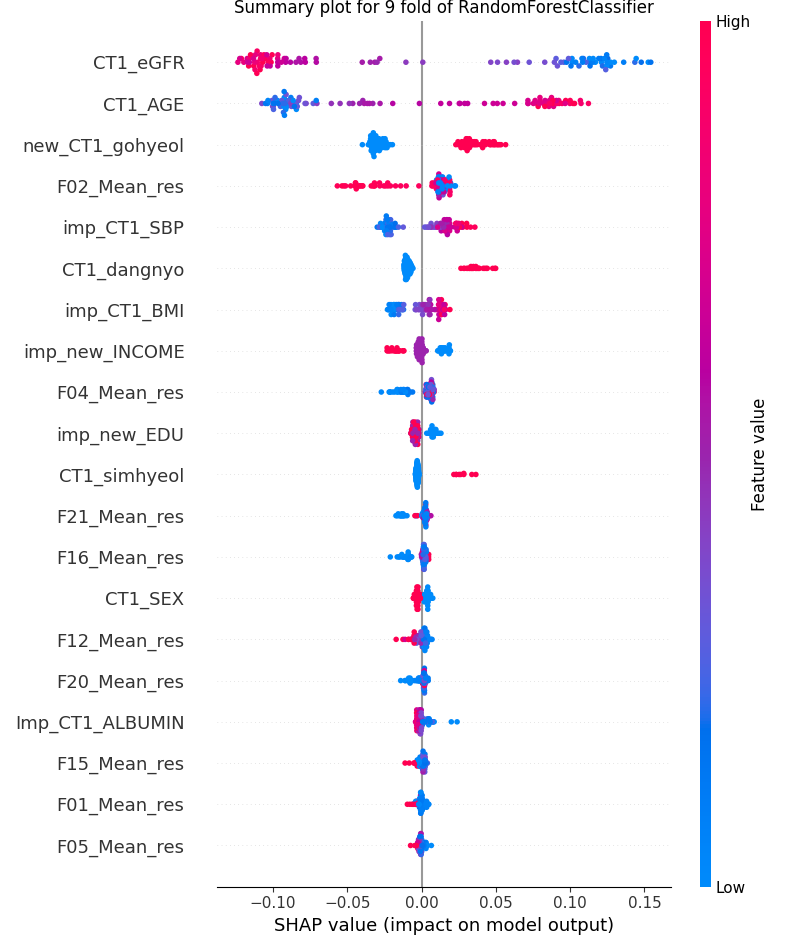 Summary plot for 9 fold of RandomForestClassifier
High
CT1_eGFR
CT1_AGE
new_CT1_gohyeol
F02_Mean_res
imp_CT1_SBP
CT1_dangnyo
imp_CT1_BMI
imp_new_INCOME
F04_Mean_res
imp_new_EDU
CT1_simhyeol
F21_Mean_res
F16_Mean_res
CT1_SEX
F12_Mean_res
F20_Mean_res
Imp_CT1_ALBUMIN
F15_Mean_res
F01_Mean_res
F05_Mean_res
Feature value
Low
−0.10 −0.05 0.00 0.05 0.10 0.15
SHAP value (impact on model output)